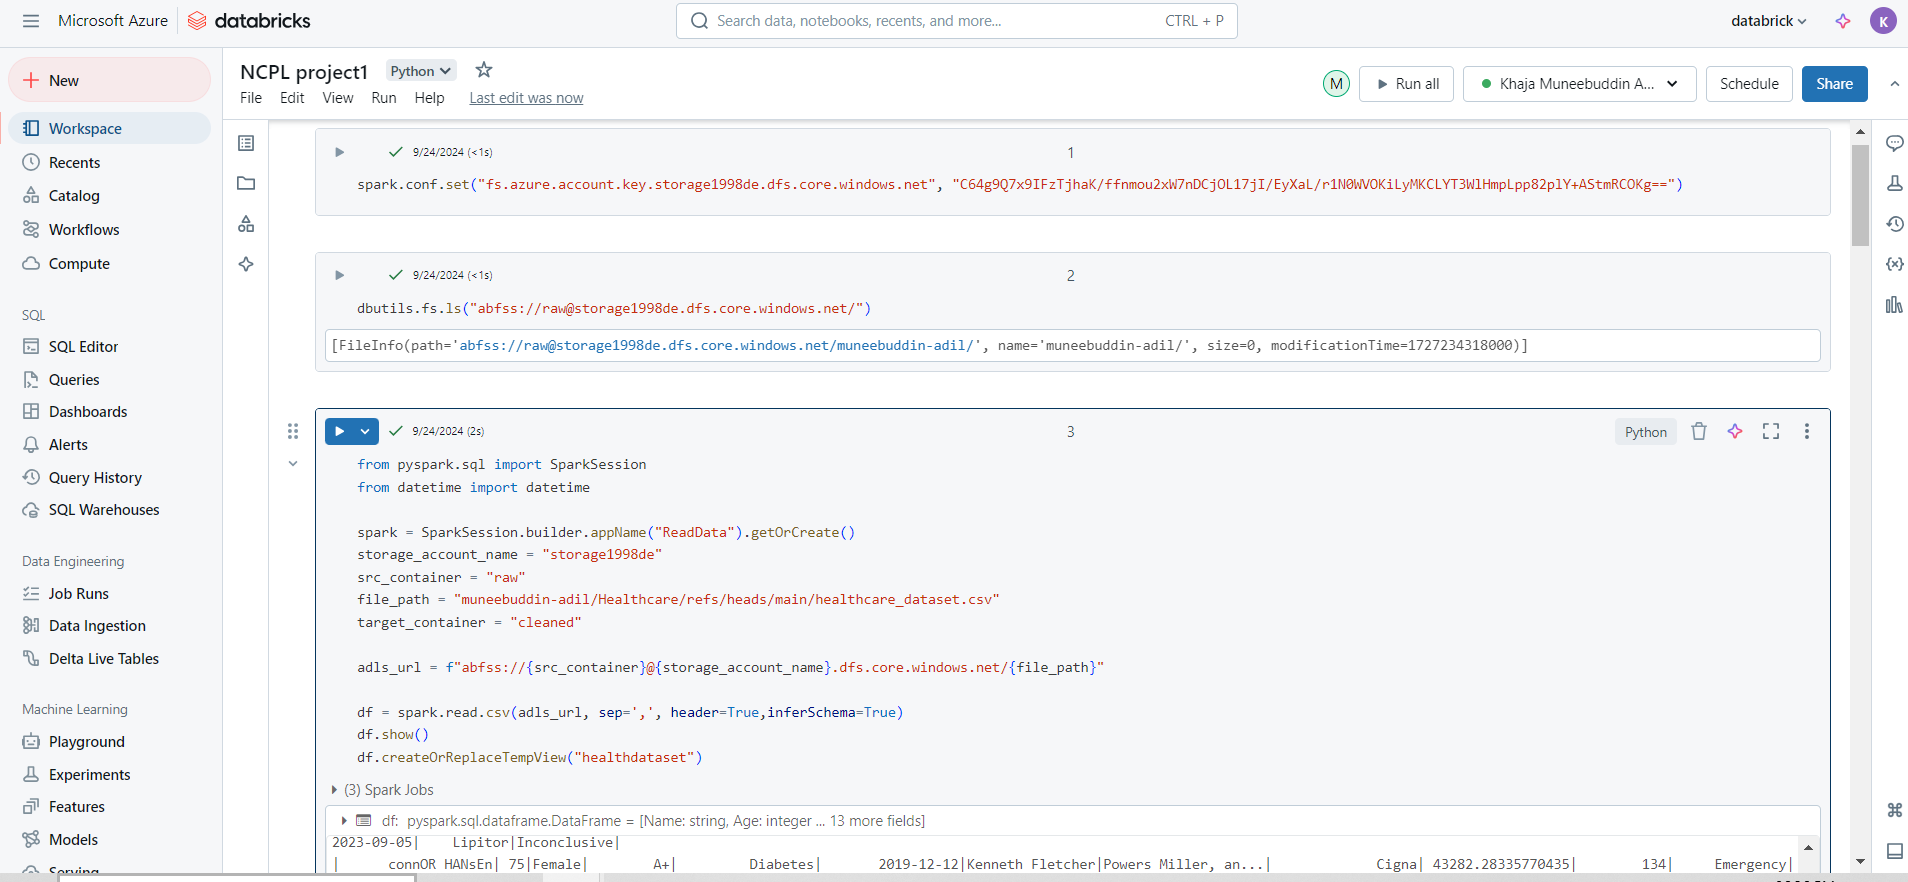 Microsoft Azure databricks
Search data, notebooks, recents, and more... CTRL + P
databrick K
New
Workspace
Recents
Catalog
Workflows
Compute
SQL
SQL Editor
Queries
Dashboards
Alerts
Query History
SQL Warehouses
Data Engineering
Job Runs
Data Ingestion
Delta Live Tables
Machine Learning
Playground
Experiments
Features
Models
Serving
NCPL project1 Python
File Edit View Run Help Last edit was now
M Run all Khaja Muneebuddin A... Schedule Share
9/24/2024 (<1s) 1
spark.conf.set("fs.azure.account.key.storage1998de.dfs.core.windows.net",
9/24/2024 (<1s) 2
dbutils.fs.ls("abfss://raw@storage1998de.dfs.core.windows.net/")
[FileInfo(path='abfss://raw@storage1998de.dfs.core.windows.net/muneebuddin-adil/', name='muneebuddin-adil/', size=0, modificationTime=1727234318000)]
9/24/2024 (2s) 3 Python
from pyspark.sql import SparkSession
from datetime import datetime
spark = SparkSession.builder.appName("ReadData").getOrCreate()
storage_account_name = "storage1998de"
src_container = "raw"
file_path = "muneebuddin-adil/Healthcare/refs/heads/main/healthcare_dataset.csv"
target_container = "cleaned"
adls_url = f"abfss://{src_container}@{storage_account_name}.dfs.core.windows.net/{file_path}"
df = spark.read.csv(adls_url, sep=',', header=True,inferSchema=True)
df.show()
df.createOrReplaceTempView("healthdataset")
(3) Spark Jobs
df: pyspark.sql.dataframe.DataFrame = [Name: string, Age: integer ... 13 more fields]
2023-09-05| Lipitor|Inconclusive|
| connOR HANsEn| 75|Female| A+| Diabetes| 2019-12-12|Kenneth Fletcher|Powers Miller, an...| Cigna| 43282.28335770435| 134| Emergency|